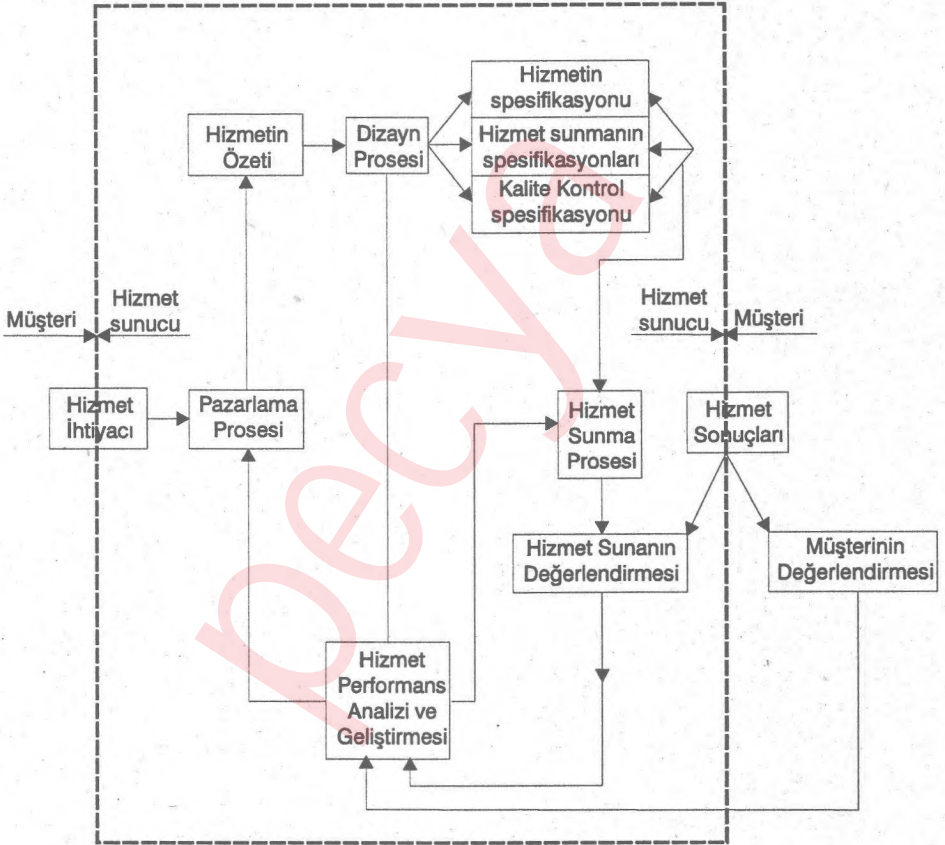 Hizmetin
spesifikasyonu
Hizmetin
Özeti
Dizayn
Prosesi
Hizmet sunmanın
spesifikasyonları
Kalite Kontrol
spesifikasyonu
Müşteri
Hizmet
sunucu
Hizmet
sunucu
Müşteri
Hizmet
İhtiyacı
Pazarlama
Prosesi
Hizmet
Sunma
Prosesi
Hizmet
Sonuçları
Hizmet Sunanın
Değerlendirmesi
Müşterinin
Değerlendirmesi
Hizmet
Performans
Analizi ve
Geliştirmesi
pecya